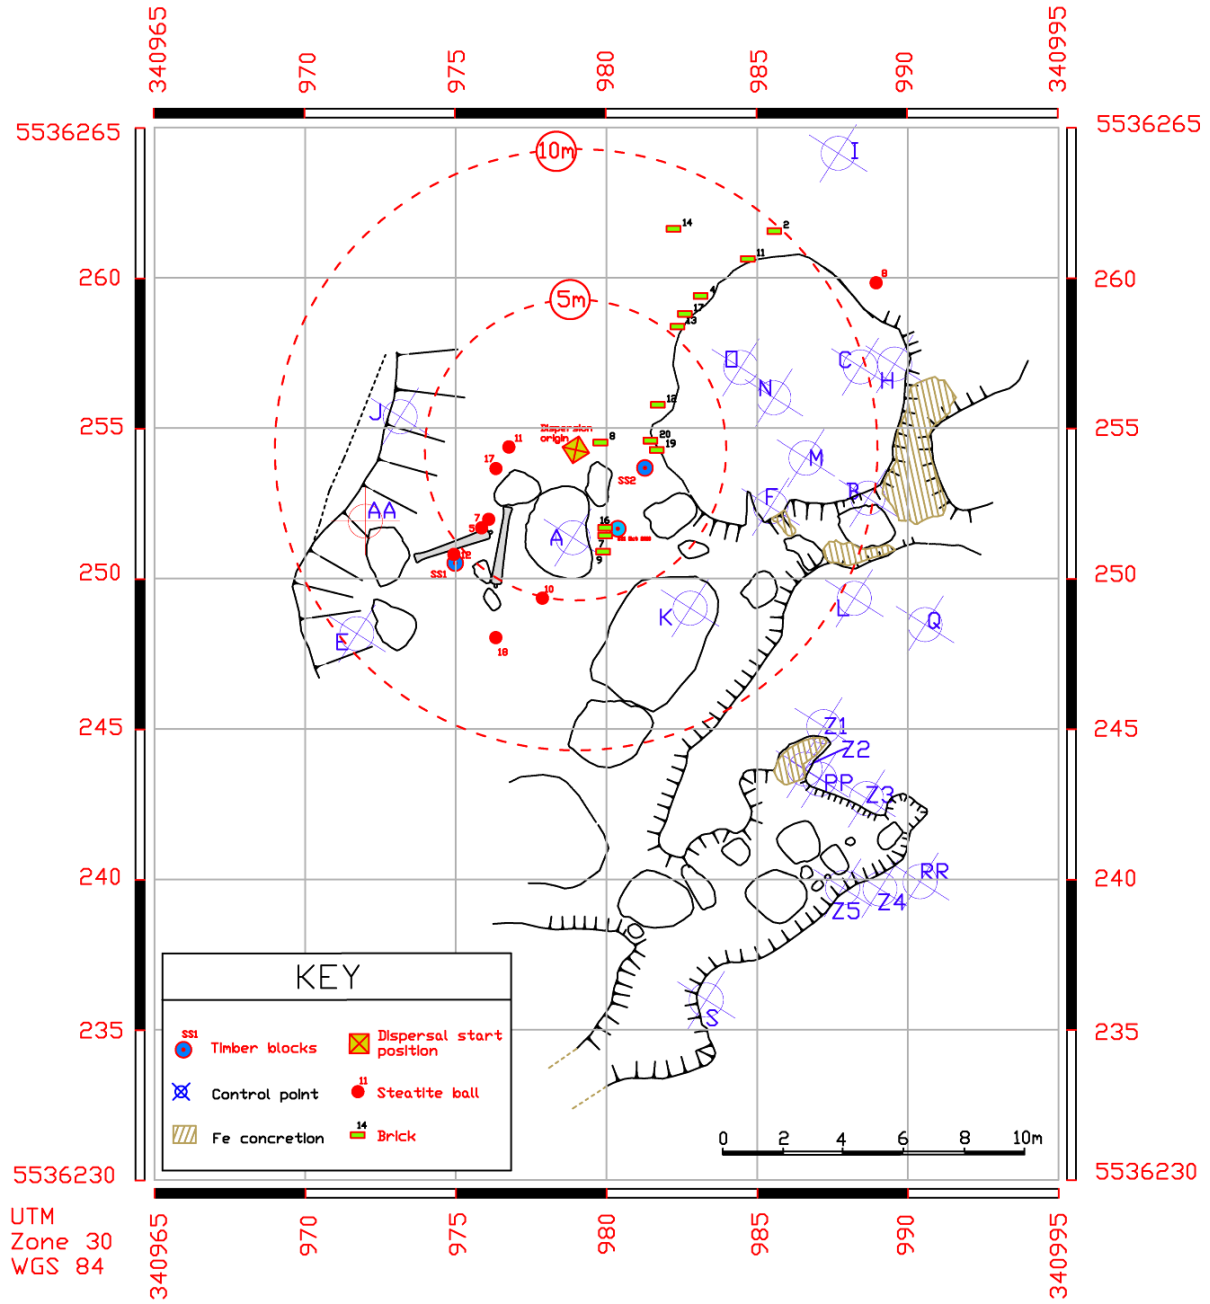 340965 970 975 980 985 990 340995
5536265 5536265
10m
I
14 2
11
260 8 260
5m
4
17
13
O C H
N
J
12
255 Dispersion 255
origin
11 8 20
19
17 SS2 M
F B
AA
7 16
5 A
7
12 9
SS1
250 250
10
K L Q
E
18
245 Z1 245
Z2
PP Z3
240 RR 240
Z5 Z4
KEY
S
235 235
SS1 Timber blocks
Dispersal start
position
Control point
11 Steatite ball
Fe concretion
14 Brick
0 2 4 6 8 10m
5536230 5536230
340965 970 975 980 985 990 340995
UTM
Zone 30
WGS 84